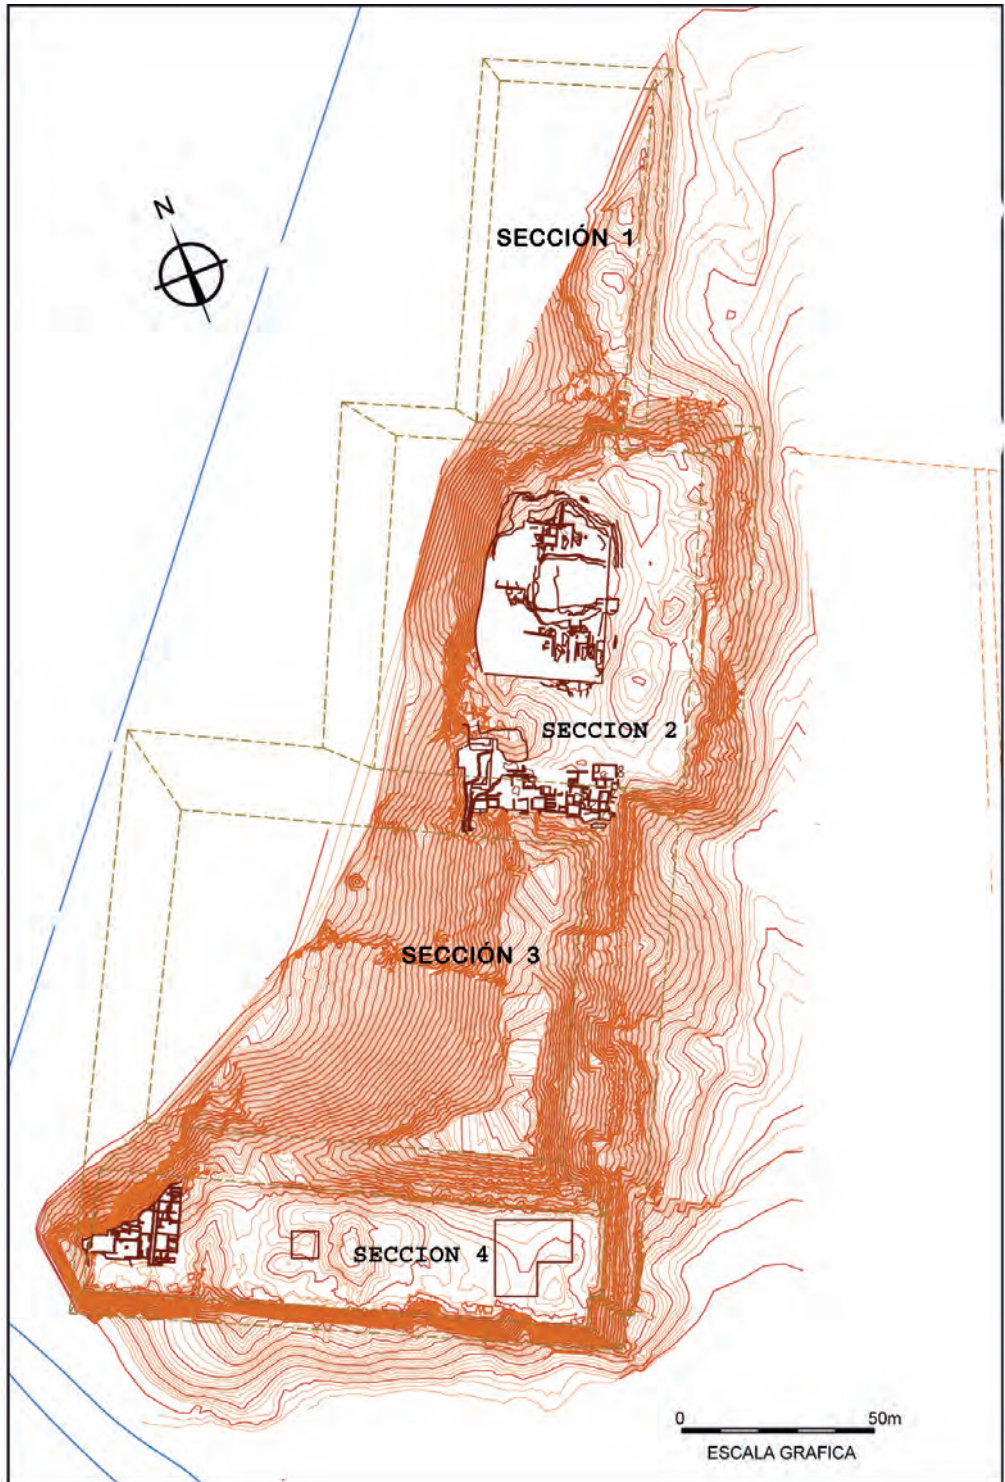 N
SECCIÓN 1
SECCION 2
SECCIÓN 3
SECCION 4
0 50m
ESCALA GRAFICA